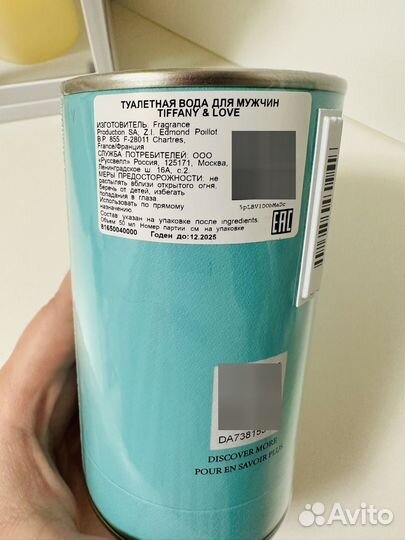 ТУАЛЕТНАЯ ВОДА ДЛЯ МУЖЧИН
TIFFANY & LOVE
ИЗГОТОВИТЕЛЬ: Fragrance
Production SA, Z.I. Edmond Poillot
B.P. 855 F-28011 Chartres,
France/Франция
СЛУЖБА ПОТРЕБИТЕЛЕЙ: ООО
«Руссвелл» Россия, 125171, Москва,
Ленинградское ш. 16А, с.2.
МЕРЫ ПРЕДОСТОРОЖНОСТИ: не
распылять вблизи открытого огня.
Беречь от детей, избегать
попадания в глаза
Использовать по прямому
назначению.
Состав указан на упаковке после ingredients.
Объем 50 мл Номер партии см на упаковке
81650040000 Годен до:12.2025
EAC
DA73815
DISCOVER MORE
POUR EN SAVOIR PLUS
Avito